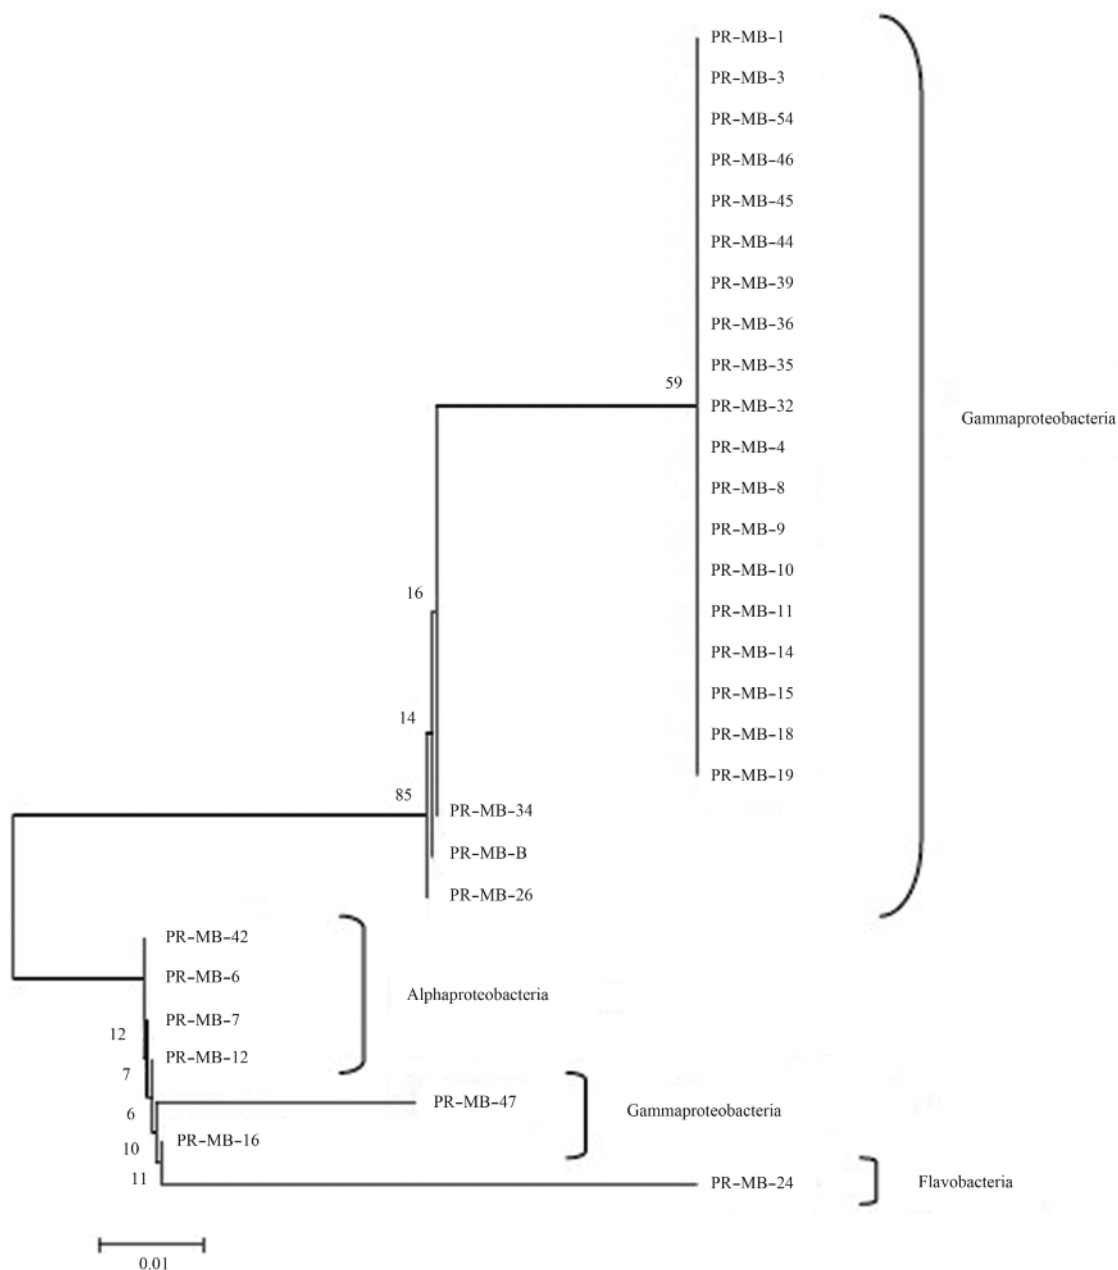 PR-MB-1
PR-MB-3
PR-MB-54
PR-MB-46
PR-MB-45
PR-MB-44
PR-MB-39
PR-MB-36
PR-MB-35
59
PR-MB-32
Gammaproteobacteria
PR-MB-4
PR-MB-8
PR-MB-9
PR-MB-10
16
PR-MB-11
PR-MB-14
PR-MB-15
14
PR-MB-18
PR-MB-19
85
PR-MB-34
PR-MB-B
PR-MB-26
PR-MB-42
PR-MB-6
Alphaproteobacteria
PR-MB-7
12
PR-MB-12
7
PR-MB-47
6
Gammaproteobacteria
PR-MB-16
10
11
PR-MB-24
Flavobacteria
0.01